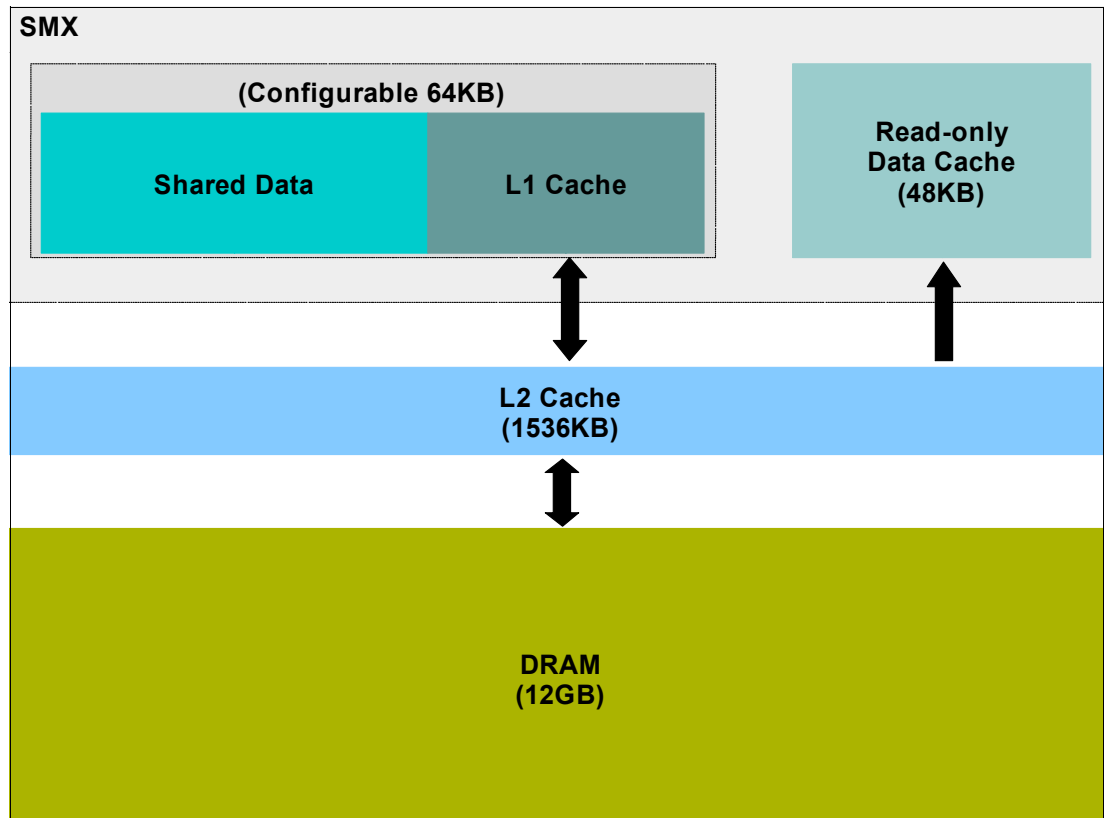 SMX
(Configurable 64KB)
Shared Data
L1 Cache
Read-only
Data Cache
(48KB)
L2 Cache
(1536KB)
DRAM
(12GB)